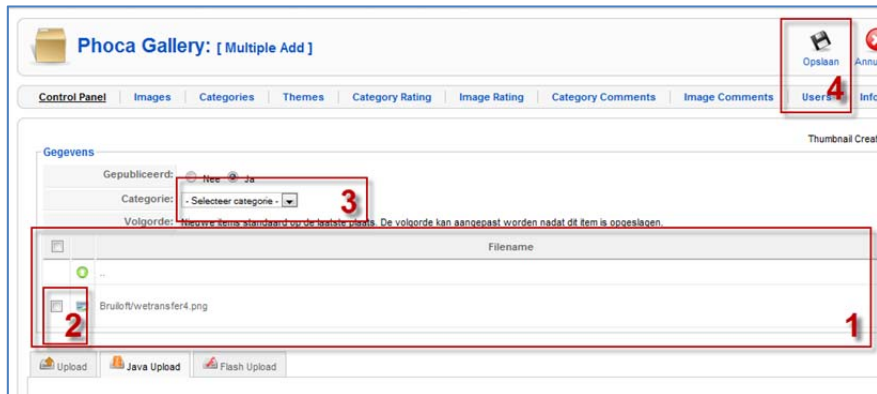 Phoca Gallery: [ Multiple Add ]
Opslaan
Control Panel Images Categories Themes Category Rating Image Rating Category Comments Image Comments Users
4
Thumbnail
Gegevens
Gepubliceerd: Nee Ja
Categorie: - Selecteer categorie -
3
Volgorde: Nieuwe items standaard op de laatste plaats. De volgorde kan aangepast worden nadat dit item is opgeslagen.
Filename
..
Bruiloft/wetransfer4.png
2
1
Upload Java Upload Flash Upload